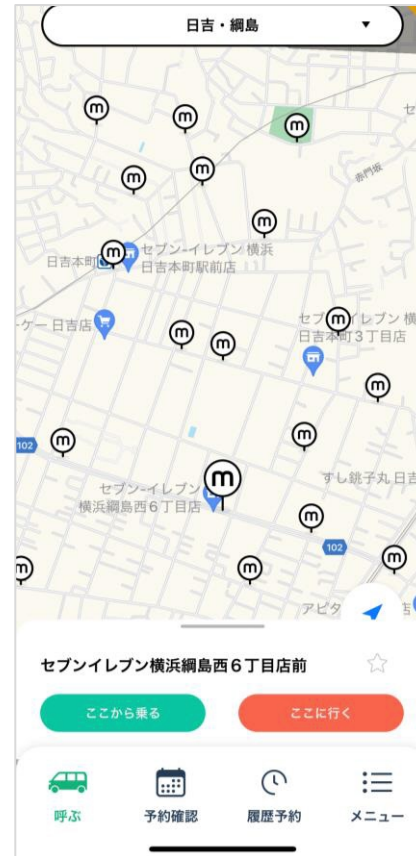 日吉・綱島 ▼
m
m
m
セ
赤門坂
m
m
m
m
日吉本町
セブン-イレブン 横浜
日吉本町駅前店
ーケー 日吉店
m
m
m
セブン-イレブン 横
日吉本町3丁目店
m
m
m
102
セブン-イレブン
横浜綱島西6丁目店
m
すし銚子丸 日吉
m
102
m
m
m
アピタ
セブンイレブン横浜綱島西6丁目店前
ここから乗る
ここに行く
呼ぶ
予約確認
履歴予約
メニュー